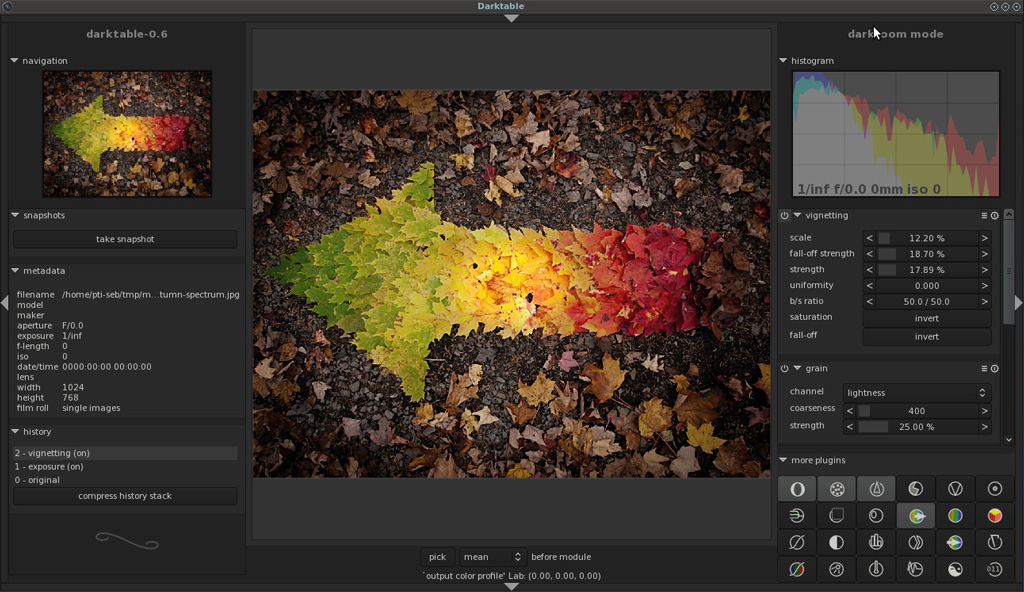 Darktable
darktable-0.6
navigation
snapshots
take snapshot
metadata
filename /home/pti-seb/tmp/m...tumn-spectrum.jpg
model
maker
aperture F/0.0
exposure 1/inf
f-length 0
iso 0
date/time 0000:00:00 00:00:00
lens
width 1024
height 768
film roll single images
history
2 - vignetting (on)
1 - exposure (on)
0 - original
compress history stack
pick mean before module
`output color profile' Lab: (0.00, 0.00, 0.00)
darkroom mode
histogram
1/inf f/0.0 0mm iso 0
vignetting
scale < 12.20 % >
fall-off strength < 18.70 % >
strength < 17.89 % >
uniformity < 0.000 >
b/s ratio < 50.0 / 50.0 >
saturation invert
fall-off invert
grain
channel lightness
coarseness < 400 >
strength < 25.00 % >
more plugins